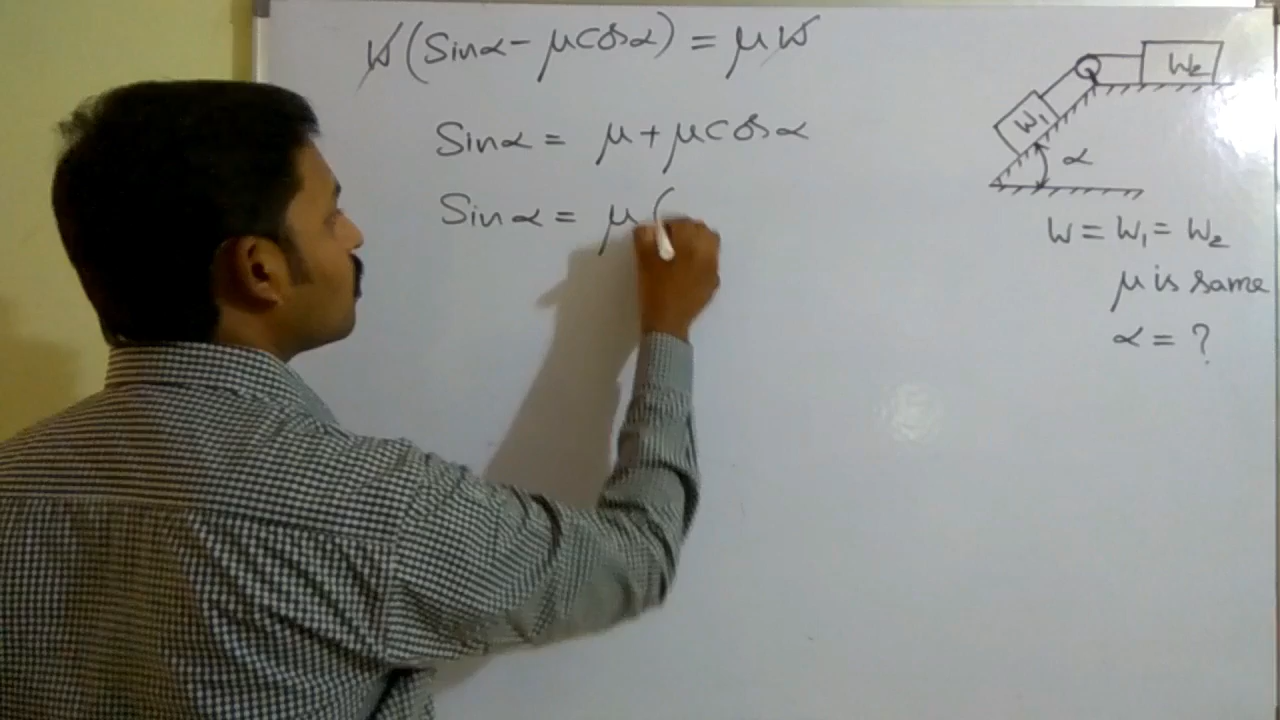 W(Sinα - μcosα) = μW
Sinα = μ + μcosα
Sinα = μ(
W₂
W₁
α
W = W₁ = W₂
μ is same
α = ?